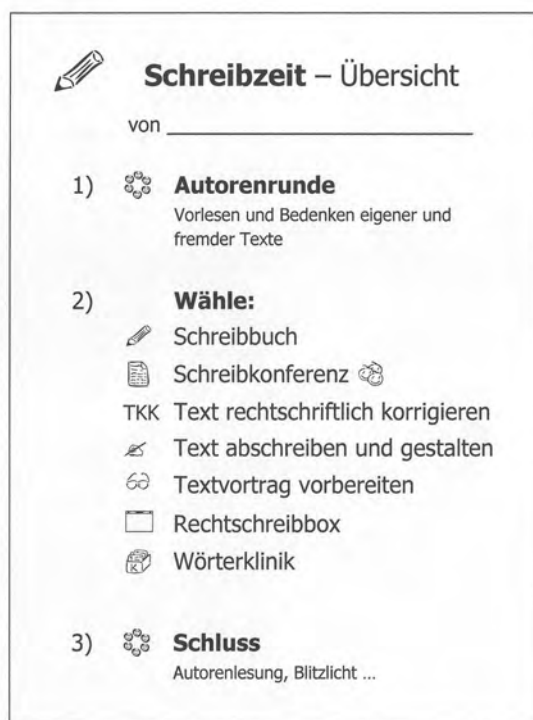 Schreibzeit – Übersicht
von
1) Autorenrunde
Vorlesen und Bedenken eigener und
fremder Texte
2) Wähle:
Schreibbuch
Schreibkonferenz
TKK Text rechtschriftlich korrigieren
Text abschreiben und gestalten
Textvortrag vorbereiten
Rechtschreibbox
K Wörterklinik
3) Schluss
Autorenlesung, Blitzlicht ...